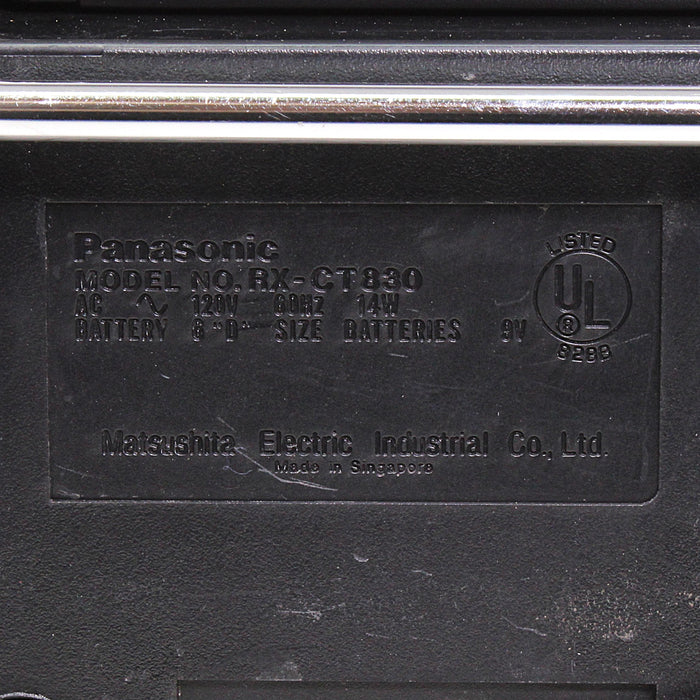 Panasonic
MODEL NO. RX-CT830
AC ∿ 120V 60HZ 14W
BATTERY 6 "D" SIZE BATTERIES 9V
LISTED
UL
®
828B
Matsushita Electric Industrial Co., Ltd.
Made in Singapore